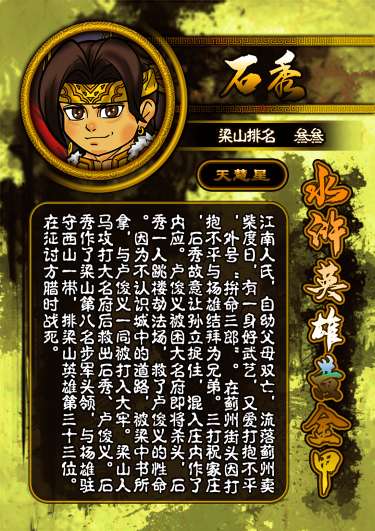 石秀
梁山排名 叁叁
天慧星
水浒英雄黄金甲
江南人氏，自幼父母双亡，流落蓟州卖
柴度日，有一身好武艺，又爱打抱不平
，外号“拚命三郎”。在蓟州街头因打
抱不平与杨雄结拜为兄弟。三打祝家庄
，石秀故意让孙立捉住，混入庄内作了
内应。卢俊义被困大名府即将杀头，石
秀一人跳楼劫法场，救了卢俊义的性命
。因为不认识城中的道路，被梁中书所
拿，与卢俊义一同被打入大牢。梁山人
马攻打大名府后救出石秀、卢俊义。石
秀作了梁山第八名步军头领，与杨雄驻
守西山一带，排梁山英雄第三十三位。
在征讨方腊时战死。